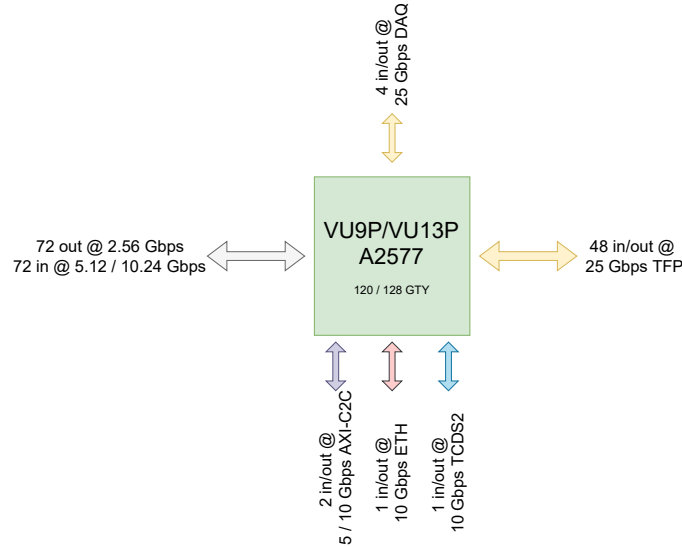 4 in/out @
25 Gbps DAQ
VU9P/VU13P
A2577
120 / 128 GTY
72 out @ 2.56 Gbps
72 in @ 5.12 / 10.24 Gbps
48 in/out @
25 Gbps TFP
2 in/out @
5 / 10 Gbps AXI-C2C
1 in/out @
10 Gbps ETH
1 in/out @
10 Gbps TCDS2